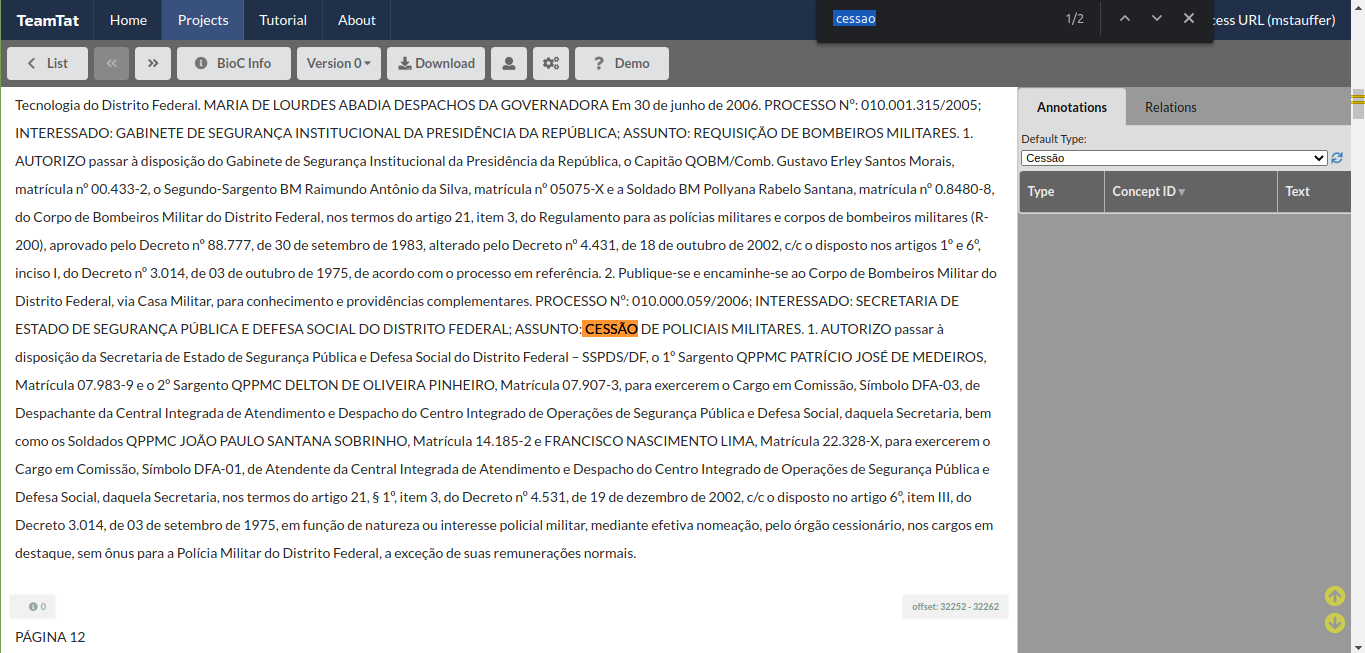 TeamTat Home Projects Tutorial About cessao 1/2 cess URL (mstauffer)
List BioC Info Version 0 Download ? Demo
Tecnologia do Distrito Federal. MARIA DE LOURDES ABADIA DESPACHOS DA GOVERNADORA Em 30 de junho de 2006. PROCESSO Nº: 010.001.315/2005;
INTERESSADO: GABINETE DE SEGURANÇA INSTITUCIONAL DA PRESIDÊNCIA DA REPÚBLICA; ASSUNTO: REQUISIÇÃO DE BOMBEIROS MILITARES. 1.
AUTORIZO passar à disposição do Gabinete de Segurança Institucional da Presidência da República, o Capitão QOBM/Comb. Gustavo Erley Santos Morais,
matrícula nº 00.433-2, o Segundo-Sargento BM Raimundo Antônio da Silva, matrícula nº 05075-X e a Soldado BM Pollyana Rabelo Santana, matrícula nº 0.8480-8,
do Corpo de Bombeiros Militar do Distrito Federal, nos termos do artigo 21, item 3, do Regulamento para as polícias militares e corpos de bombeiros militares (R-
200), aprovado pelo Decreto nº 88.777, de 30 de setembro de 1983, alterado pelo Decreto nº 4.431, de 18 de outubro de 2002, c/c o disposto nos artigos 1º e 6º,
inciso I, do Decreto nº 3.014, de 03 de outubro de 1975, de acordo com o processo em referência. 2. Publique-se e encaminhe-se ao Corpo de Bombeiros Militar do
Distrito Federal, via Casa Militar, para conhecimento e providências complementares. PROCESSO Nº: 010.000.059/2006; INTERESSADO: SECRETARIA DE
ESTADO DE SEGURANÇA PÚBLICA E DEFESA SOCIAL DO DISTRITO FEDERAL; ASSUNTO: CESSÃO DE POLICIAIS MILITARES. 1. AUTORIZO passar à
disposição da Secretaria de Estado de Segurança Pública e Defesa Social do Distrito Federal – SSPDS/DF, o 1º Sargento QPPMC PATRÍCIO JOSÉ DE MEDEIROS,
Matrícula 07.983-9 e o 2º Sargento QPPMC DELTON DE OLIVEIRA PINHEIRO, Matrícula 07.907-3, para exercerem o Cargo em Comissão, Símbolo DFA-03, de
Despachante da Central Integrada de Atendimento e Despacho do Centro Integrado de Operações de Segurança Pública e Defesa Social, daquela Secretaria, bem
como os Soldados QPPMC JOÃO PAULO SANTANA SOBRINHO, Matrícula 14.185-2 e FRANCISCO NASCIMENTO LIMA, Matrícula 22.328-X, para exercerem o
Cargo em Comissão, Símbolo DFA-01, de Atendente da Central Integrada de Atendimento e Despacho do Centro Integrado de Operações de Segurança Pública e
Defesa Social, daquela Secretaria, nos termos do artigo 21, § 1º, item 3, do Decreto nº 4.531, de 19 de dezembro de 2002, c/c o disposto no artigo 6º, item III, do
Decreto 3.014, de 03 de setembro de 1975, em função de natureza ou interesse policial militar, mediante efetiva nomeação, pelo órgão cessionário, nos cargos em
destaque, sem ônus para a Polícia Militar do Distrito Federal, a exceção de suas remunerações normais.
0 offset: 32252 - 32262
PÁGINA 12
Annotations Relations
Default Type:
Cessão
Type Concept ID Text